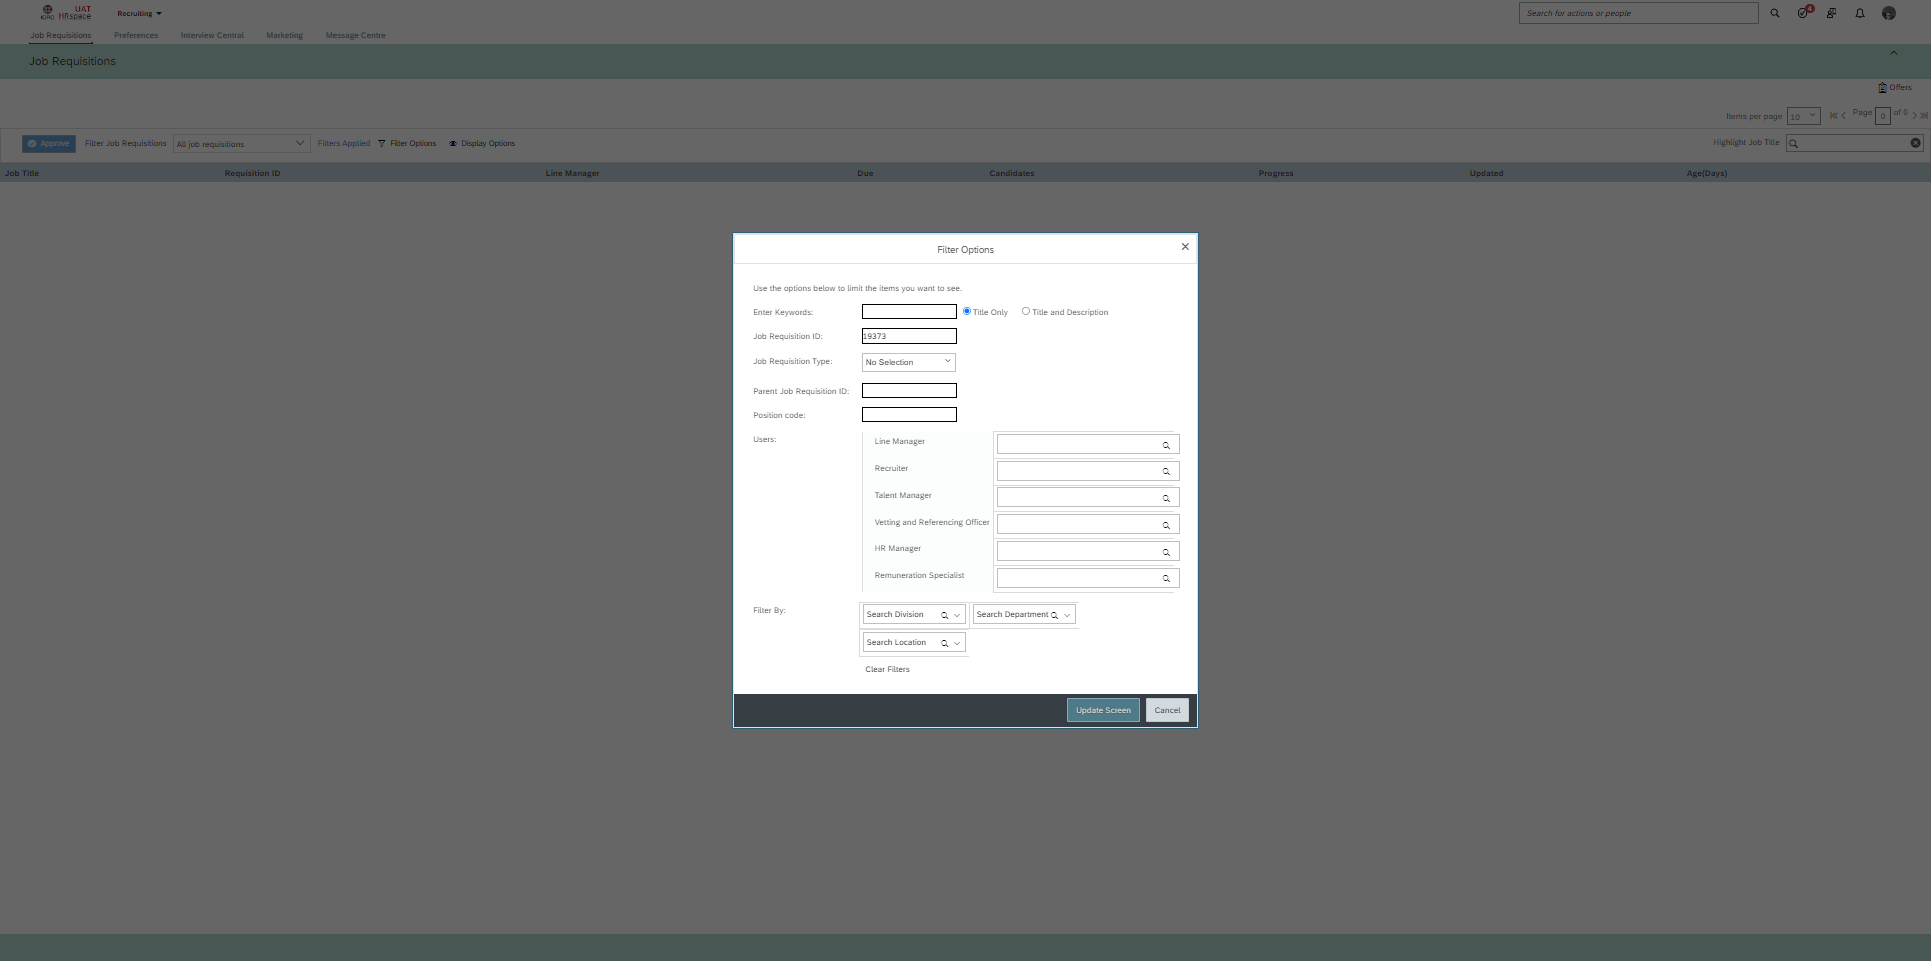 UAT
ICRC HRspace
Recruiting
Search for actions or people
4
Job Requisitions
Preferences
Interview Central
Marketing
Message Centre
Job Requisitions
Offers
Items per page 10
Page 0 of 0
Approve
Filter Job Requisitions
All job requisitions
Filters Applied
Filter Options
Display Options
Highlight Job Title
Job Title
Requisition ID
Line Manager
Due
Candidates
Progress
Updated
Age(Days)
Filter Options
Use the options below to limit the items you want to see.
Enter Keywords:
Title Only
Title and Description
Job Requisition ID: 19373
Job Requisition Type: No Selection
Parent Job Requisition ID:
Position code:
Users:
Line Manager
Recruiter
Talent Manager
Vetting and Referencing Officer
HR Manager
Remuneration Specialist
Filter By:
Search Division
Search Department
Search Location
Clear Filters
Update Screen
Cancel